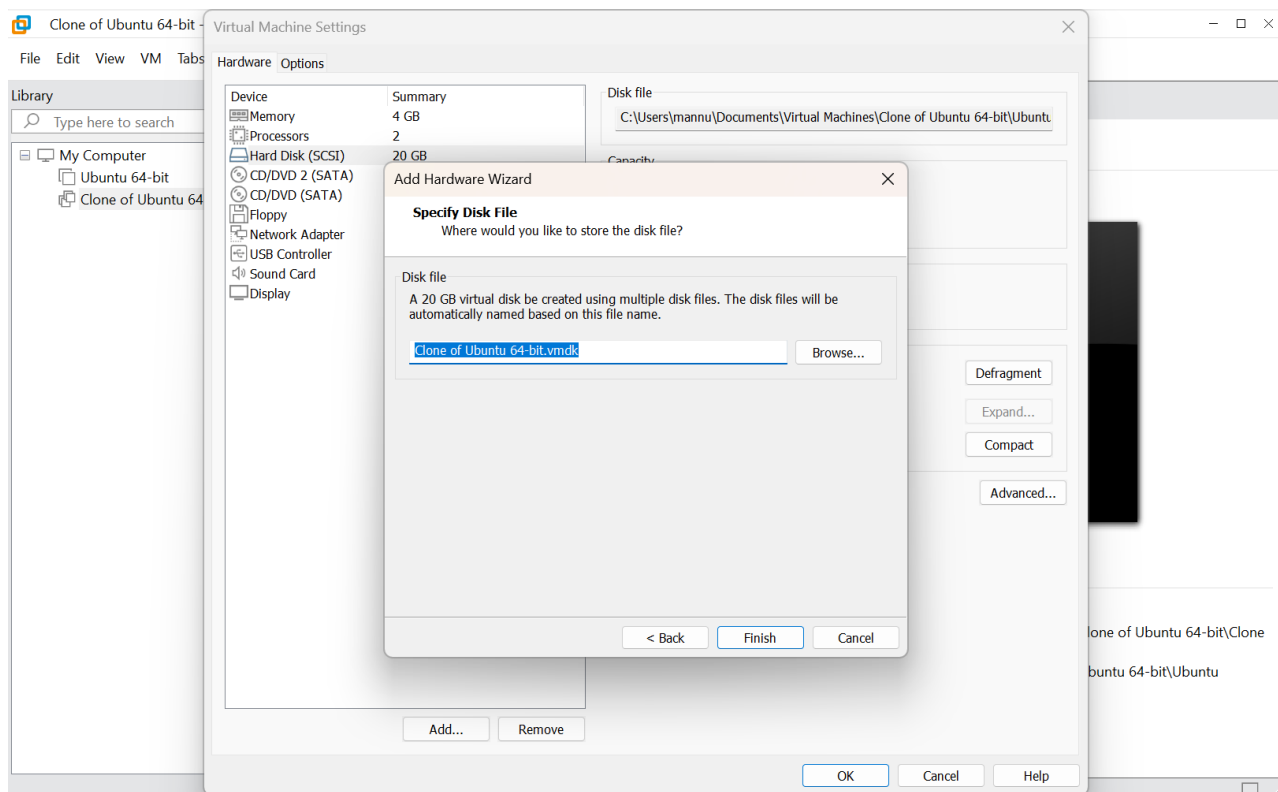 Clone of Ubuntu 64-bit -
File Edit View VM Tabs
Library
Type here to search
My Computer
Ubuntu 64-bit
Clone of Ubuntu 64
Virtual Machine Settings
Hardware Options
Device Summary
Memory 4 GB
Processors 2
Hard Disk (SCSI) 20 GB
CD/DVD 2 (SATA)
CD/DVD (SATA)
Floppy
Network Adapter
USB Controller
Sound Card
Display
Add... Remove
Disk file
C:\Users\mannu\Documents\Virtual Machines\Clone of Ubuntu 64-bit\Ubuntu
Capacity
Defragment
Expand...
Compact
Advanced...
Add Hardware Wizard
Specify Disk File
Where would you like to store the disk file?
Disk file
A 20 GB virtual disk be created using multiple disk files. The disk files will be
automatically named based on this file name.
Clone of Ubuntu 64-bit.vmdk Browse...
< Back Finish Cancel
OK Cancel Help
lone of Ubuntu 64-bit\Clone
buntu 64-bit\Ubuntu